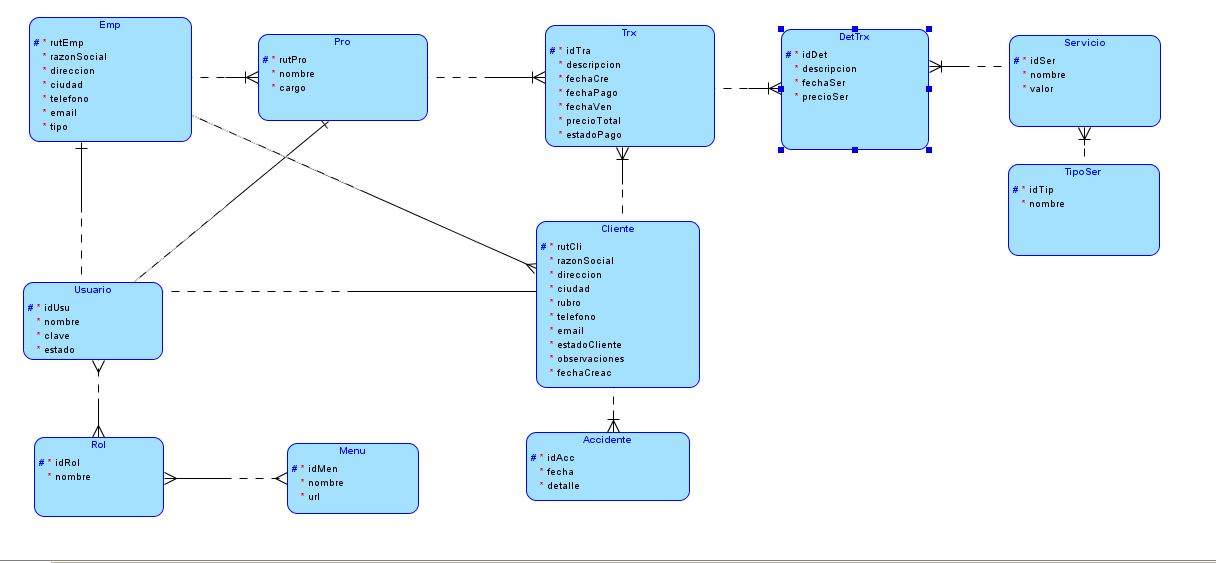 Emp
# * rutEmp
* razonSocial
* direccion
* ciudad
* telefono
* email
* tipo
Pro
# * rutPro
* nombre
* cargo
Trx
# * idTra
* descripcion
* fechaCre
* fechaPago
* fechaVen
* precioTotal
* estadoPago
DetTrx
# * idDet
* descripcion
* fechaSer
* precioSer
Servicio
# * idSer
* nombre
* valor
TipoSer
# * idTip
* nombre
Cliente
# * rutCli
* razonSocial
* direccion
* ciudad
* rubro
* telefono
* email
* estadoCliente
* observaciones
* fechaCreac
Usuario
# * idUsu
* nombre
* clave
* estado
Rol
# * idRol
* nombre
Menu
# * idMen
* nombre
* url
Accidente
# * idAcc
* fecha
* detalle